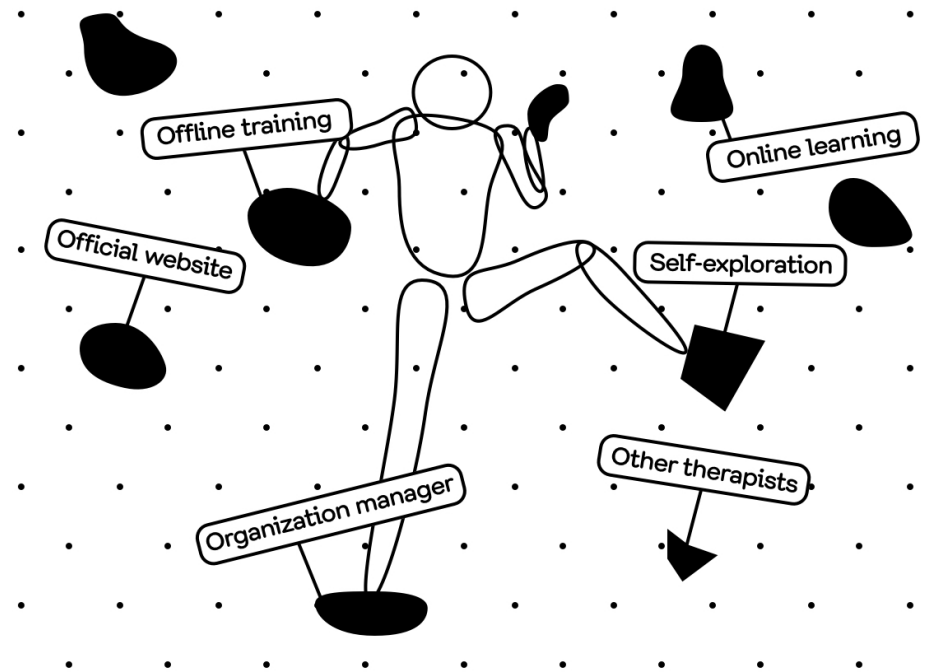 Offline training
Online learning
Official website
Self-exploration
Other therapists
Organization manager